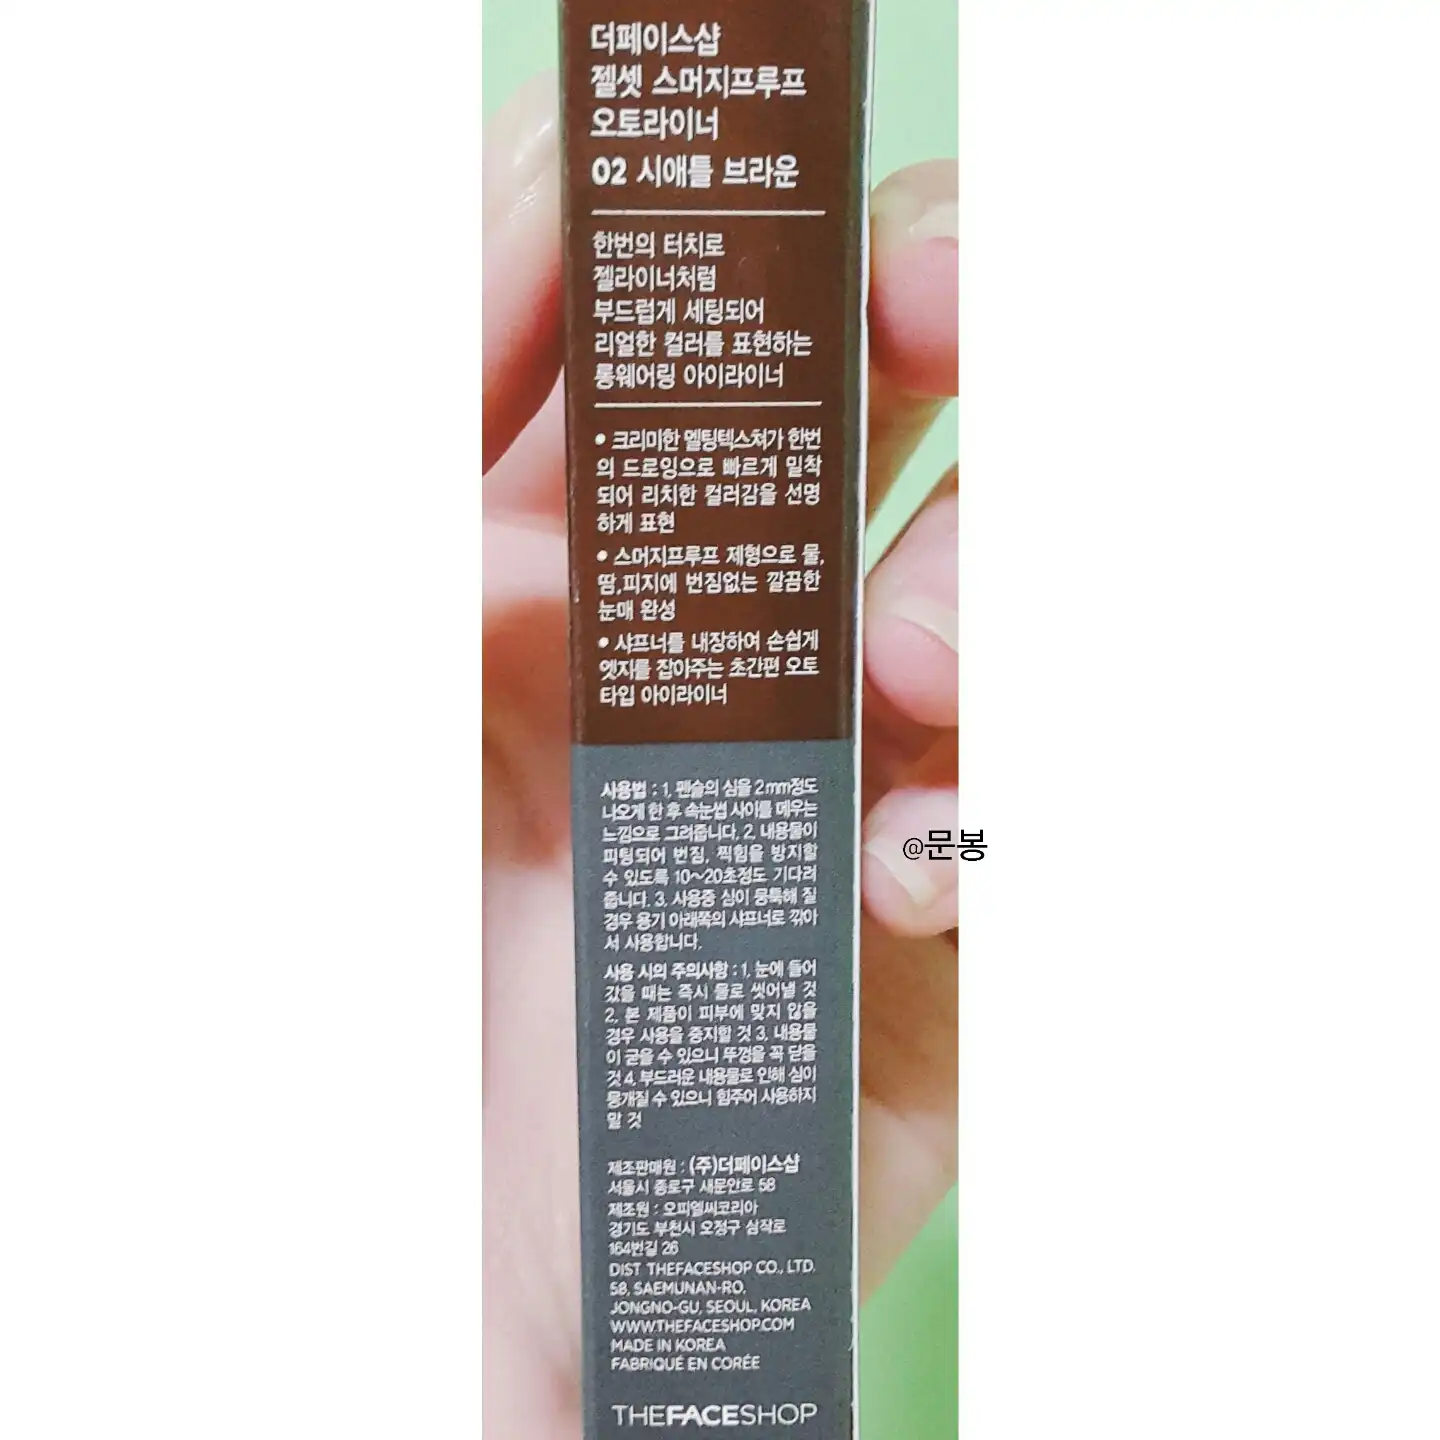 더페이스샵
젤셋 스머지프루프
오토라이너
02 시애틀 브라운
한번의 터치로
젤라이너처럼
부드럽게 세팅되어
리얼한 컬러를 표현하는
롱웨어링 아이라이너
• 크리미한 멜팅텍스쳐가 한번
의 드로잉으로 빠르게 밀착
되어 리치한 컬러감을 선명
하게 표현
• 스머지프루프 제형으로 물,
땀,피지에 번짐없는 깔끔한
눈매 완성
• 샤프너를 내장하여 손쉽게
엣지를 잡아주는 초간편 오토
타입 아이라이너
사용법 : 1. 펜슬의 심을 2mm정도
나오게 한 후 속눈썹 사이를 메우는
느낌으로 그려줍니다. 2. 내용물이
피팅되어 번짐, 찍힘을 방지할
수 있도록 10~20초정도 기다려
줍니다. 3. 사용중 심이 뭉툭해 질
경우 용기 아래쪽의 샤프너로 깎아
서 사용합니다.
사용 시의 주의사항 : 1. 눈에 들어
갔을 때는 즉시 물로 씻어낼 것
2. 본 제품이 피부에 맞지 않을
경우 사용을 중지할 것 3. 내용물
이 굳을 수 있으니 뚜껑을 꼭 닫을
것 4. 부드러운 내용물로 인해 심이
뭉개질 수 있으니 힘주어 사용하지
말 것
제조판매원 : (주)더페이스샵
서울시 종로구 새문안로 58
제조원 : 오피엘씨코리아
경기도 부천시 오정구 삼작로
164번길 26
DIST THEFACESHOP CO., LTD.
58, SAEMUNAN-RO,
JONGNO-GU, SEOUL, KOREA
WWW.THEFACESHOP.COM
MADE IN KOREA
FABRIQUÉ EN CORÉE
THEFACESHOP
@문봉